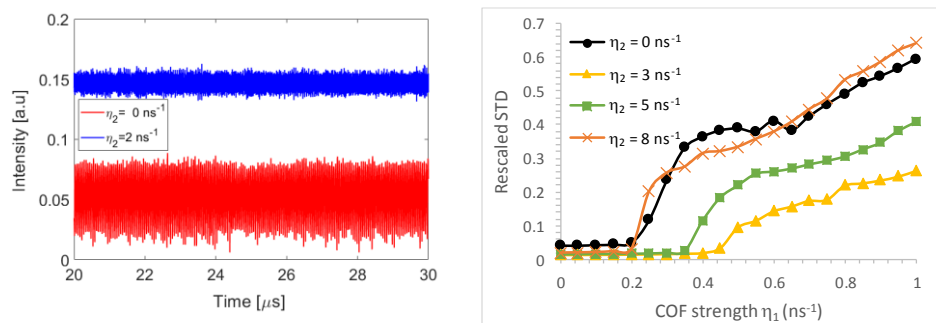 0.2
0.15
0.1
0.05
0
Intensity [a.u]
η2= 0 ns-1
η2=2 ns-1
20 22 24 26 28 30
Time [μs]
0.7
0.6
0.5
0.4
0.3
0.2
0.1
0
Rescaled STD
η₂ = 0 ns⁻¹
η₂ = 3 ns⁻¹
η₂ = 5 ns⁻¹
η₂ = 8 ns⁻¹
0 0.2 0.4 0.6 0.8 1
COF strength η₁ (ns⁻¹)